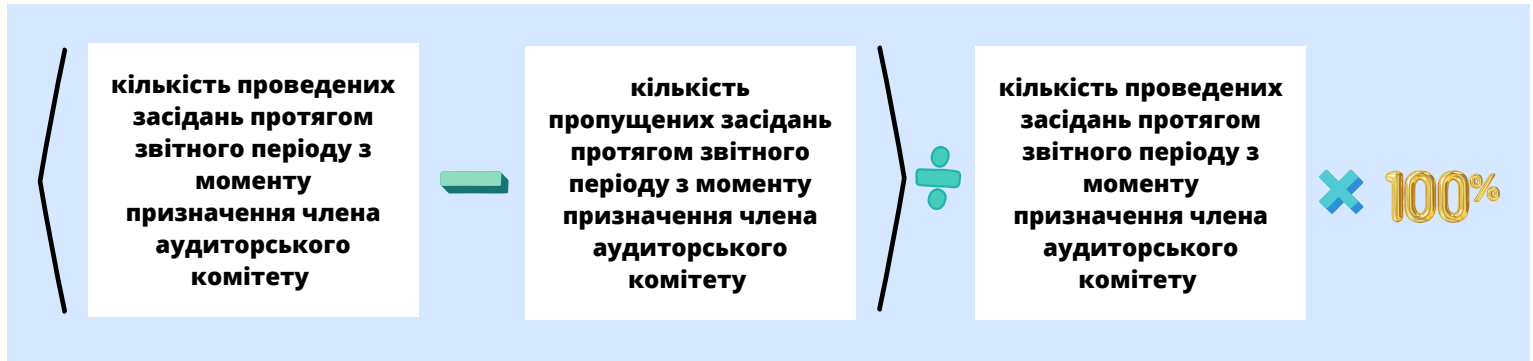 кількість проведених
засідань протягом
звітного періоду з
моменту
призначення члена
аудиторського
комітету
кількість
пропущених засідань
протягом звітного
періоду з моменту
призначення члена
аудиторського
комітету
кількість проведених
засідань протягом
звітного періоду з
моменту
призначення члена
аудиторського
комітету
100%